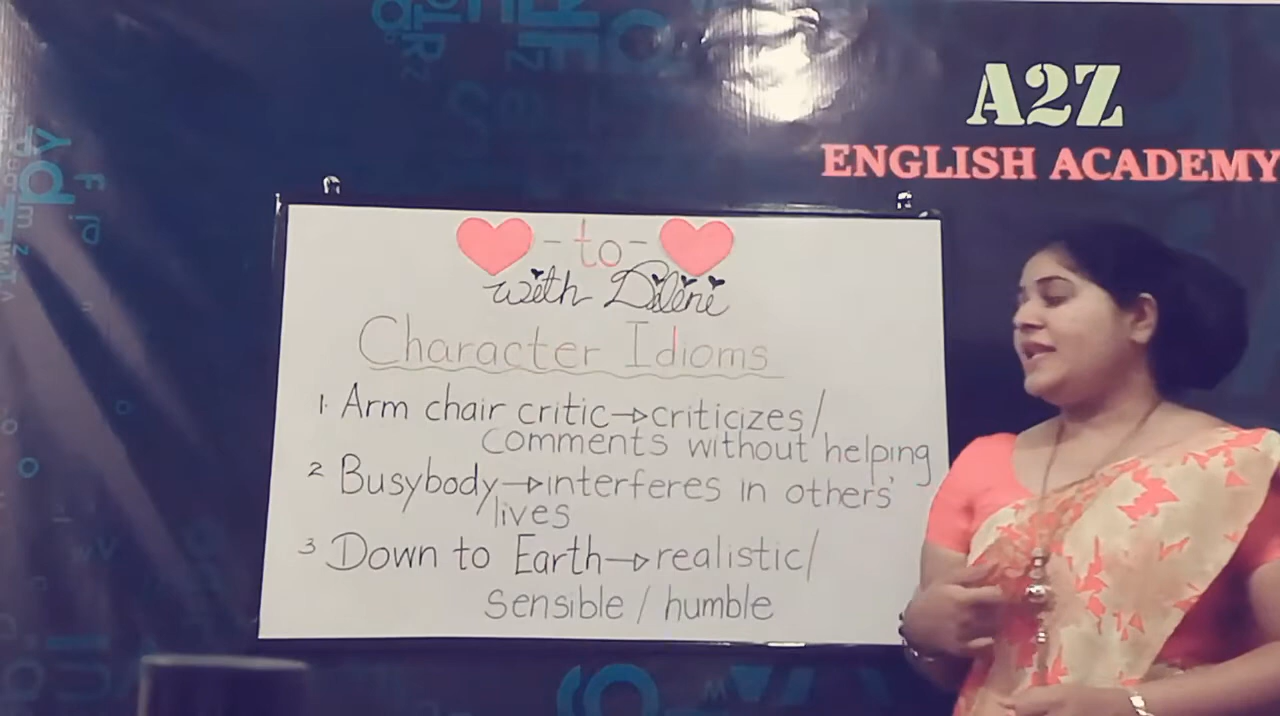 A2Z
ENGLISH ACADEMY
-to-
with Dilini
Character Idioms
1. Arm chair critic→criticizes/
comments without helping
2 Busybody→interferes in others'
lives
3 Down to Earth→realistic/
sensible / humble